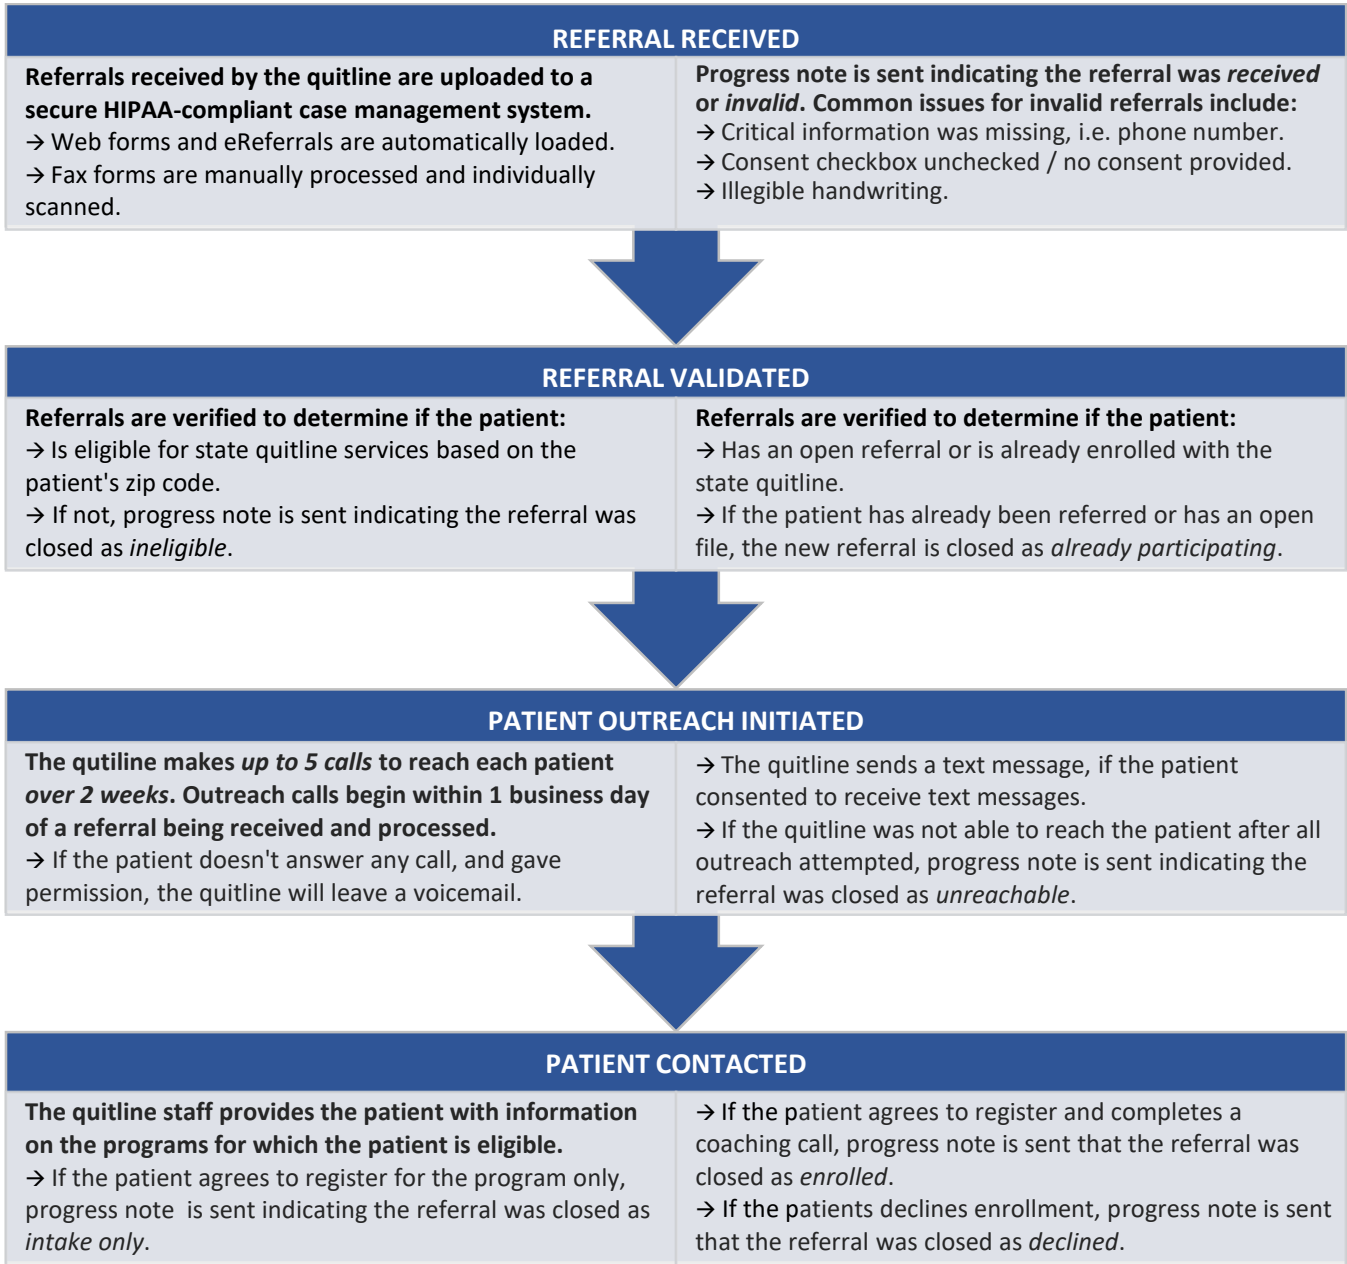 REFERRAL RECEIVED
Referrals received by the quitline are uploaded to a
secure HIPAA-compliant case management system.
→ Web forms and eReferrals are automatically loaded.
→ Fax forms are manually processed and individually
scanned.
Progress note is sent indicating the referral was received
or invalid. Common issues for invalid referrals include:
→ Critical information was missing, i.e. phone number.
→ Consent checkbox unchecked / no consent provided.
→ Illegible handwriting.
REFERRAL VALIDATED
Referrals are verified to determine if the patient:
→ Is eligible for state quitline services based on the
patient's zip code.
→ If not, progress note is sent indicating the referral was
closed as ineligible.
Referrals are verified to determine if the patient:
→ Has an open referral or is already enrolled with the
state quitline.
→ If the patient has already been referred or has an open
file, the new referral is closed as already participating.
PATIENT OUTREACH INITIATED
The qutiline makes up to 5 calls to reach each patient
over 2 weeks. Outreach calls begin within 1 business day
of a referral being received and processed.
→ If the patient doesn't answer any call, and gave
permission, the quitline will leave a voicemail.
→ The quitline sends a text message, if the patient
consented to receive text messages.
→ If the quitline was not able to reach the patient after all
outreach attempted, progress note is sent indicating the
referral was closed as unreachable.
PATIENT CONTACTED
The quitline staff provides the patient with information
on the programs for which the patient is eligible.
→ If the patient agrees to register for the program only,
progress note is sent indicating the referral was closed as
intake only.
→ If the patient agrees to register and completes a
coaching call, progress note is sent that the referral was
closed as enrolled.
→ If the patients declines enrollment, progress note is sent
that the referral was closed as declined.